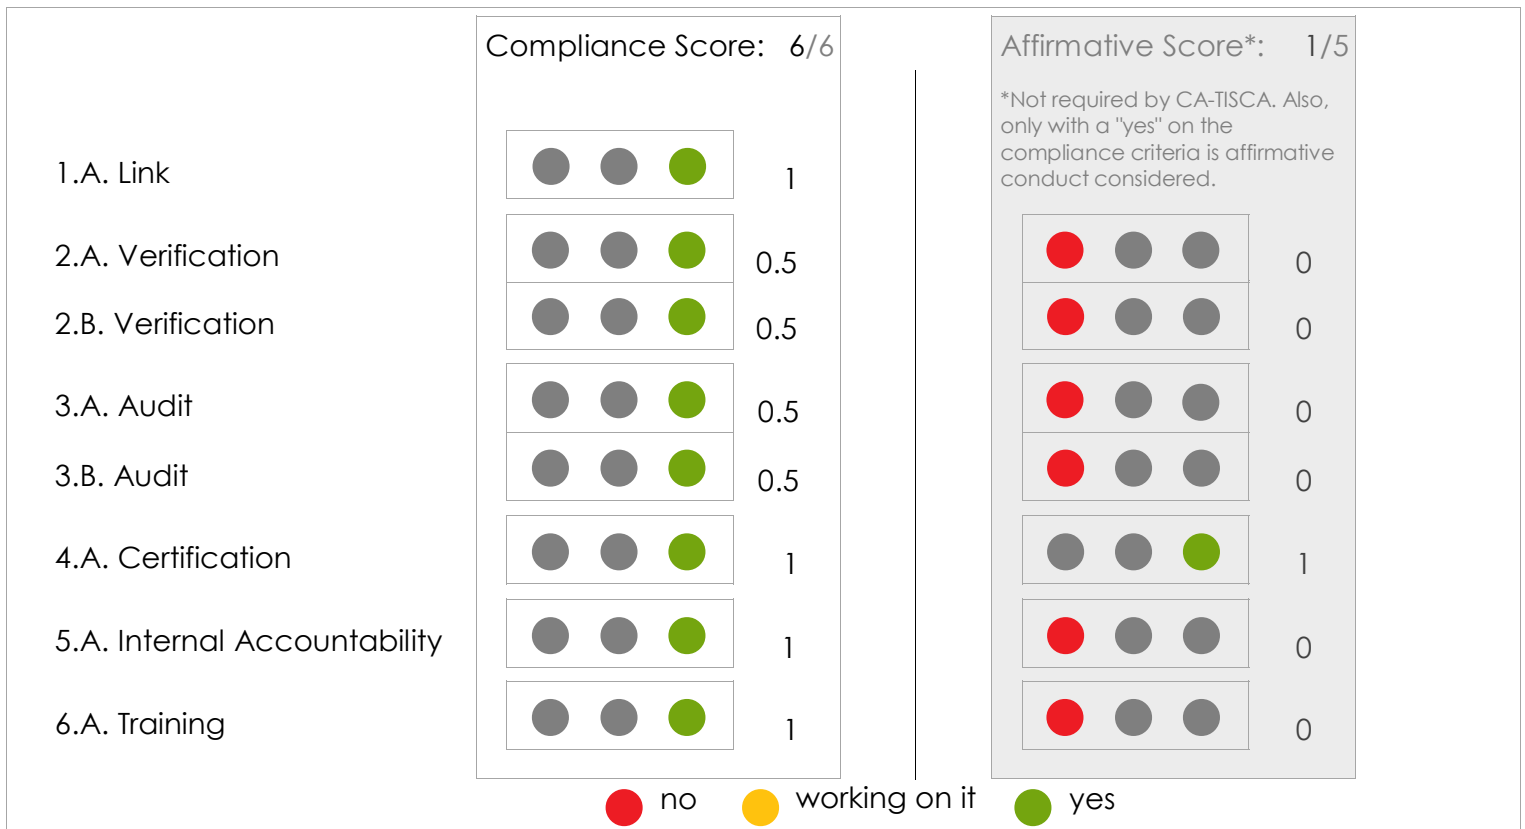 Compliance Score: 6/6
Affirmative Score*: 1/5
*Not required by CA-TISCA. Also,
only with a "yes" on the
compliance criteria is affirmative
conduct considered.
1.A. Link 1
2.A. Verification 0.5 0
2.B. Verification 0.5 0
3.A. Audit 0.5 0
3.B. Audit 0.5 0
4.A. Certification 1 1
5.A. Internal Accountability 1 0
6.A. Training 1 0
no working on it yes